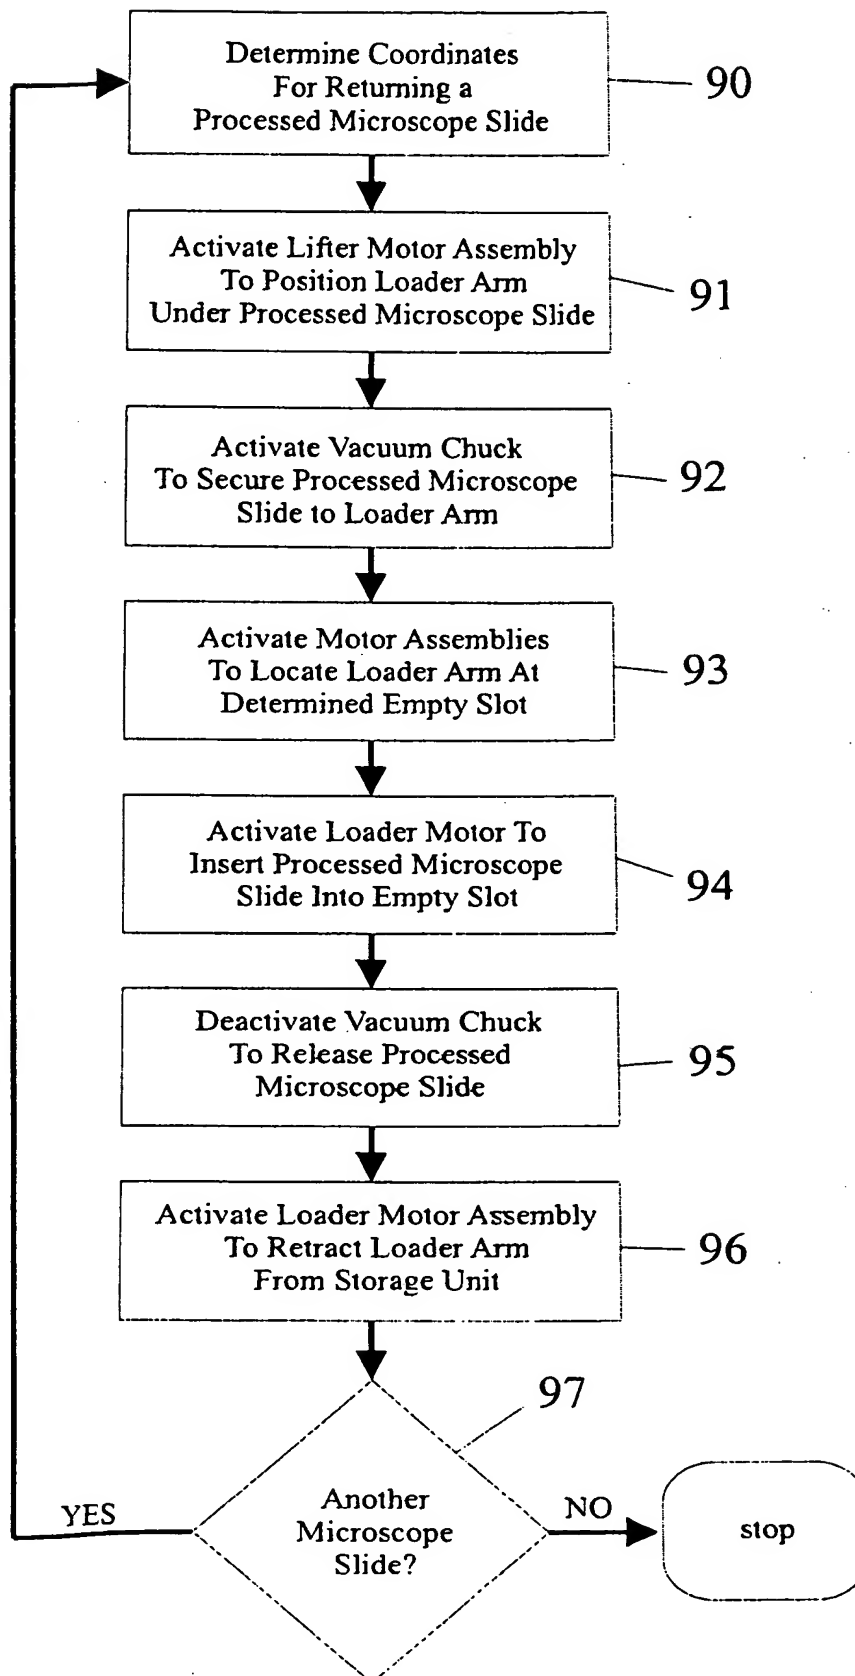 Determine Coordinates
For Returning a
Processed Microscope Slide
90
Activate Lifter Motor Assembly
To Position Loader Arm
Under Processed Microscope Slide
91
Activate Vacuum Chuck
To Secure Processed Microscope
Slide to Loader Arm
92
Activate Motor Assemblies
To Locate Loader Arm At
Determined Empty Slot
93
Activate Loader Motor To
Insert Processed Microscope
Slide Into Empty Slot
94
Deactivate Vacuum Chuck
To Release Processed
Microscope Slide
95
Activate Loader Motor Assembly
To Retract Loader Arm
From Storage Unit
96
97
YES
Another
Microscope
Slide?
NO
stop